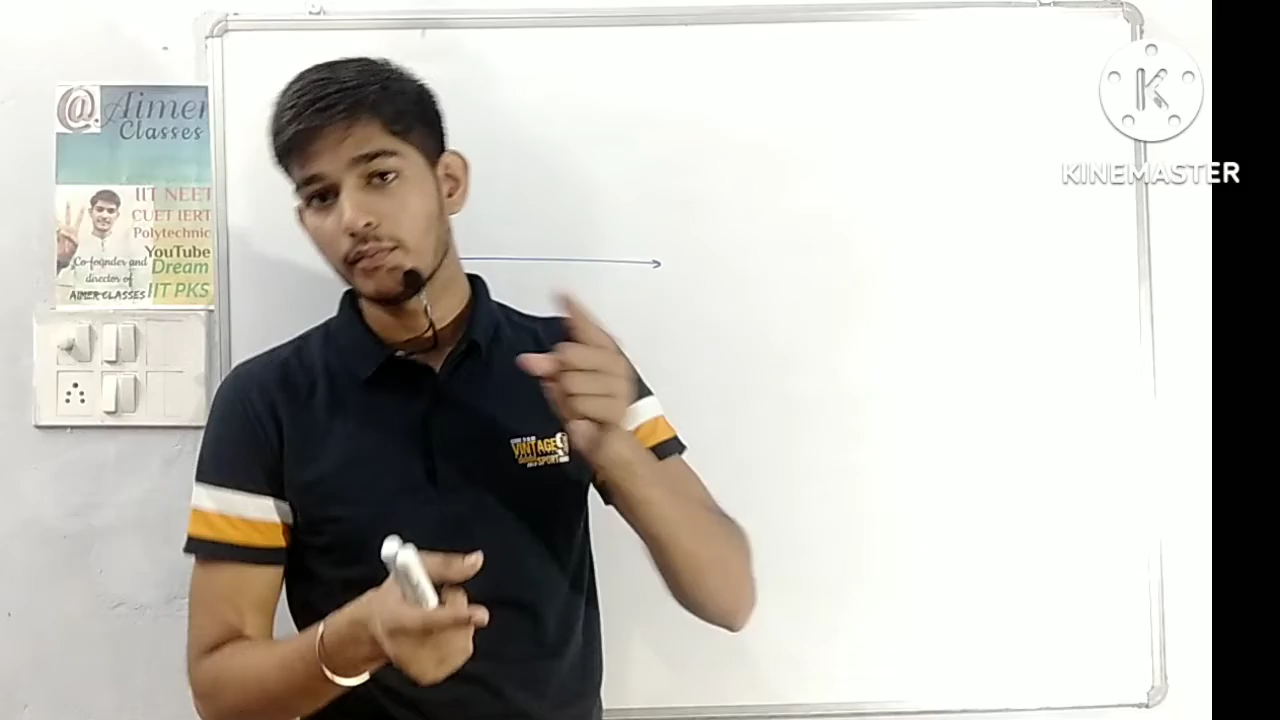 @.Aimer
Classes
IIT NEET
CUET IERT
Polytechnic
YouTube
Co-founder and
Dream
director of
AIMER CLASSES
IIT PKS
VINTAGE
SPORT
KINEMASTER